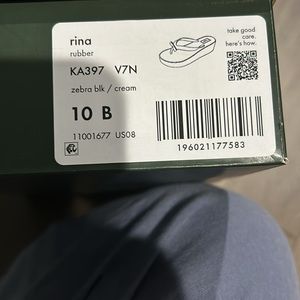 rina
rubber
KA397 V7N
zebra blk / cream
10 B
11001677 US08
take good
care.
here's how.
196021177583